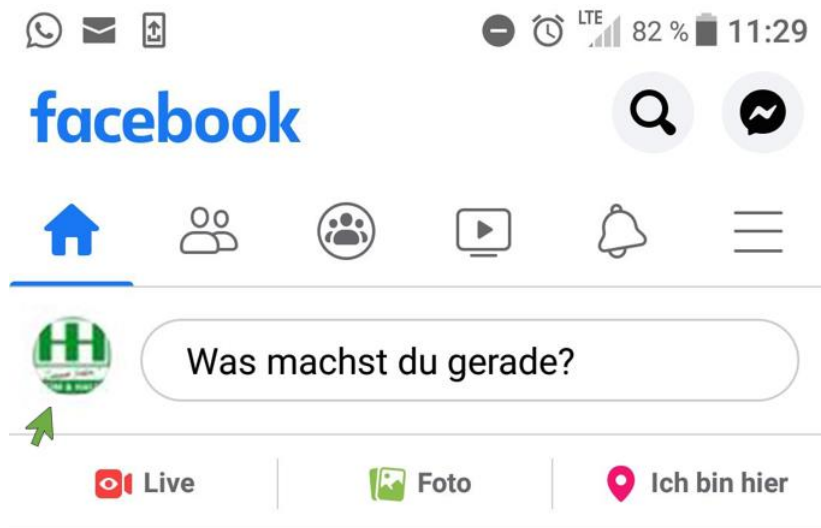 LTE 82 % 11:29
facebook
Was machst du gerade?
Live Foto Ich bin hier